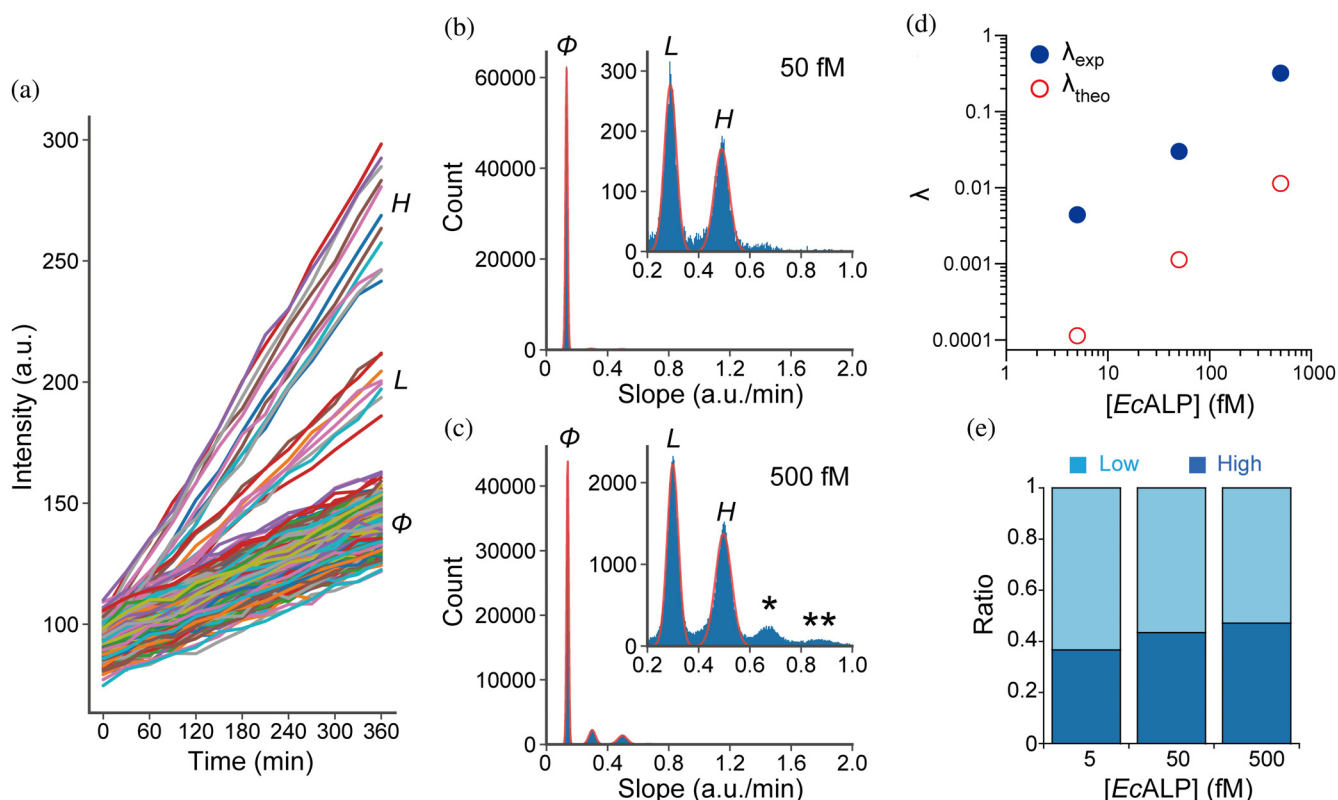 (a)
300
250
200
150
100
Intensity (a.u.)
H
L
Φ
0 60 120 180 240 300 360
Time (min)
(b)
Φ
60000
40000
20000
0
Count
0 0.4 0.8 1.2 1.6 2.0
Slope (a.u./min)
L
H
50 fM
300
200
100
0
0.2 0.4 0.6 0.8 1.0
(c)
Φ
40000
30000
20000
10000
0
Count
0 0.4 0.8 1.2 1.6 2.0
Slope (a.u./min)
L
H
500 fM
* **
2000
1000
0
0.2 0.4 0.6 0.8 1.0
(d)
1
0.1
0.01
0.001
0.0001
λ
λexp
λtheo
1 10 100 1000
[EcALP] (fM)
(e)
Low High
1
0.8
0.6
0.4
0.2
0
Ratio
5 50 500
[EcALP] (fM)